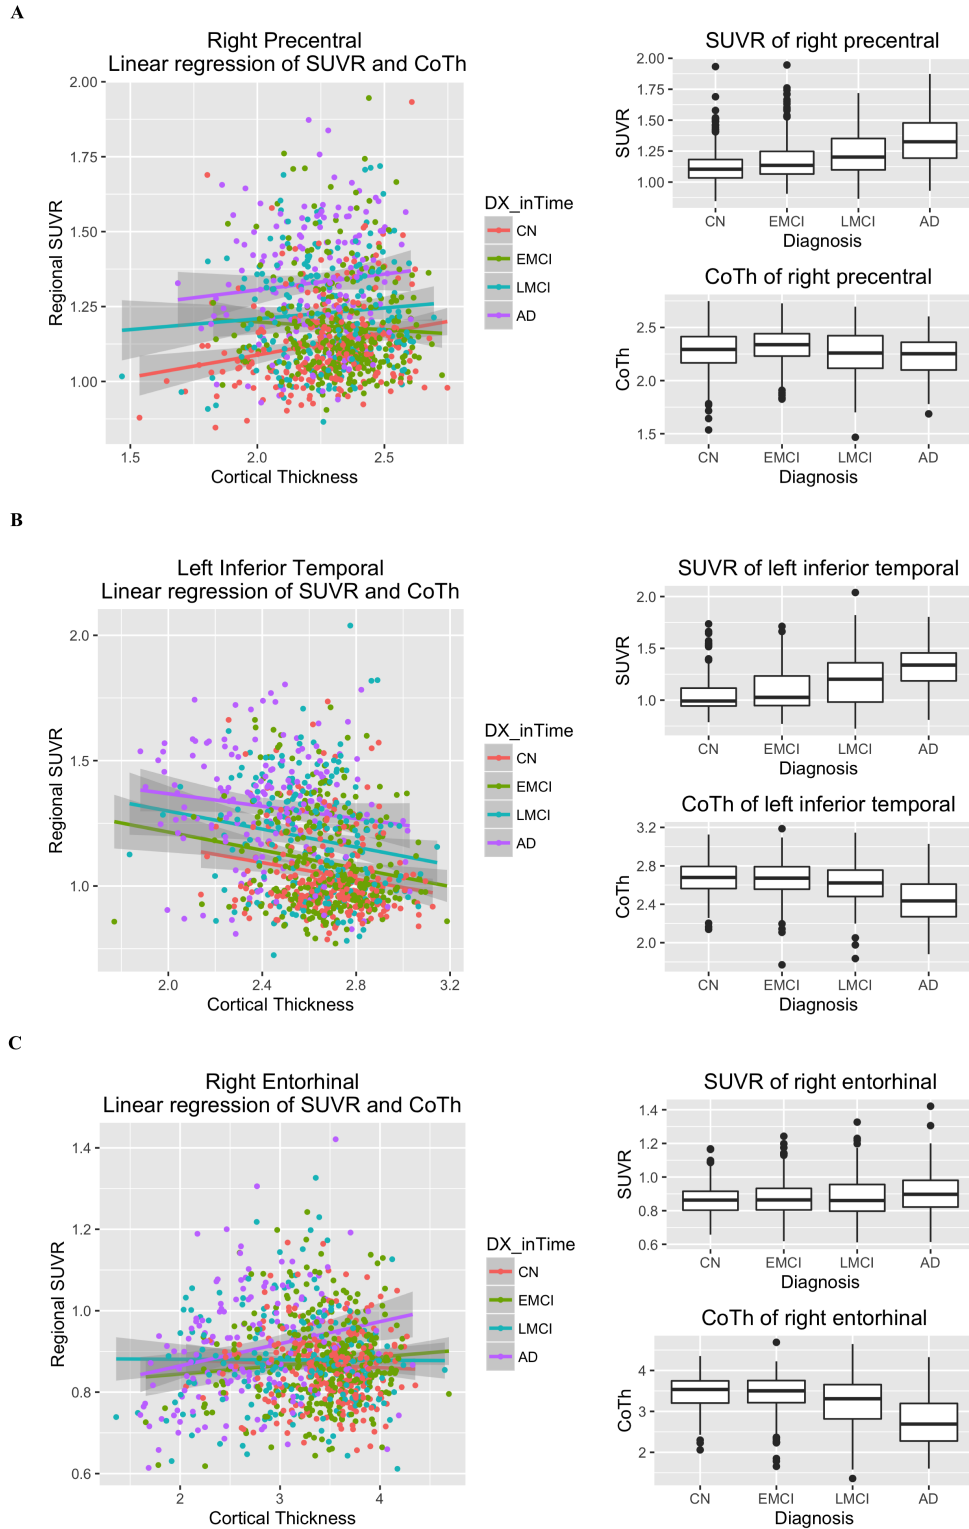 A
Right Precentral
Linear regression of SUVR and CoTh
Regional SUVR
2.00
1.75
1.50
1.25
1.00
1.5
2.0
2.5
Cortical Thickness
DX_inTime
CN
EMCI
LMCI
AD
SUVR of right precentral
SUVR
2.00
1.75
1.50
1.25
1.00
CN
EMCI
LMCI
AD
Diagnosis
CoTh of right precentral
CoTh
2.5
2.0
1.5
CN
EMCI
LMCI
AD
Diagnosis
B
Left Inferior Temporal
Linear regression of SUVR and CoTh
Regional SUVR
2.0
1.5
1.0
2.0
2.4
2.8
3.2
Cortical Thickness
DX_inTime
CN
EMCI
LMCI
AD
SUVR of left inferior temporal
SUVR
2.0
1.5
1.0
CN
EMCI
LMCI
AD
Diagnosis
CoTh of left inferior temporal
CoTh
3.2
2.8
2.4
2.0
CN
EMCI
LMCI
AD
Diagnosis
C
Right Entorhinal
Linear regression of SUVR and CoTh
Regional SUVR
1.4
1.2
1.0
0.8
0.6
2
3
4
Cortical Thickness
DX_inTime
CN
EMCI
LMCI
AD
SUVR of right entorhinal
SUVR
1.4
1.2
1.0
0.8
0.6
CN
EMCI
LMCI
AD
Diagnosis
CoTh of right entorhinal
CoTh
4
3
2
CN
EMCI
LMCI
AD
Diagnosis